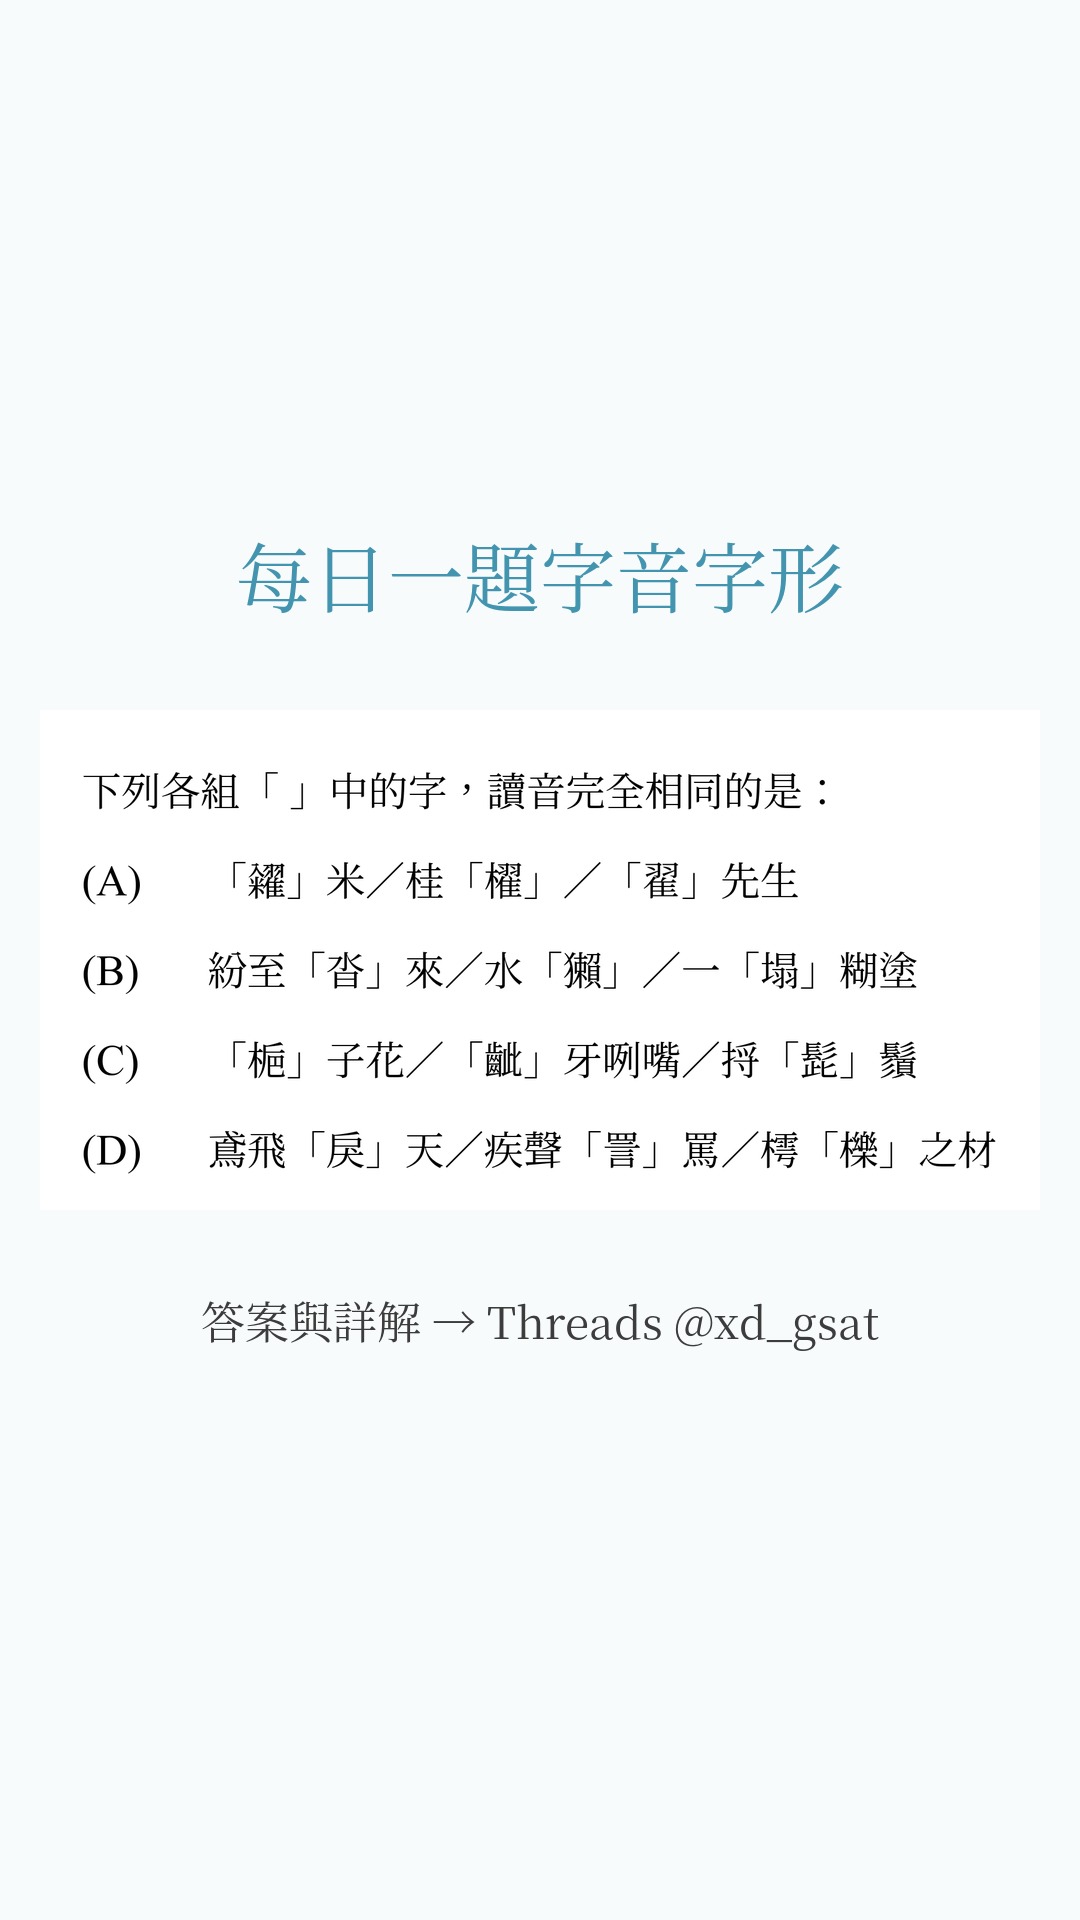 每日一題字音字形
下列各組「 」中的字，讀音完全相同的是：
(A) 「糴」米／桂「櫂」／「翟」先生
(B) 紛至「沓」來／水「獺」／一「塌」糊塗
(C) 「梔」子花／「齜」牙咧嘴／捋「髭」鬚
(D) 鳶飛「戾」天／疾聲「詈」罵／樗「櫟」之材
答案與詳解 → Threads @xd_gsat